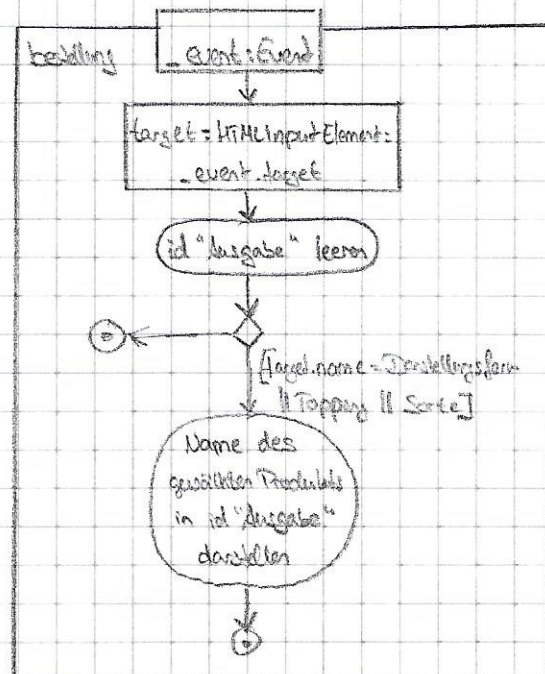 bestellung
_event: Event
target = HTMLInputElement =
_event.target
id "Ausgabe" leeren
[Target.name = Darstellungsform
|| Topping || Sorte]
Name des
gewählten Produkts
in id "Ausgabe"
darstellen